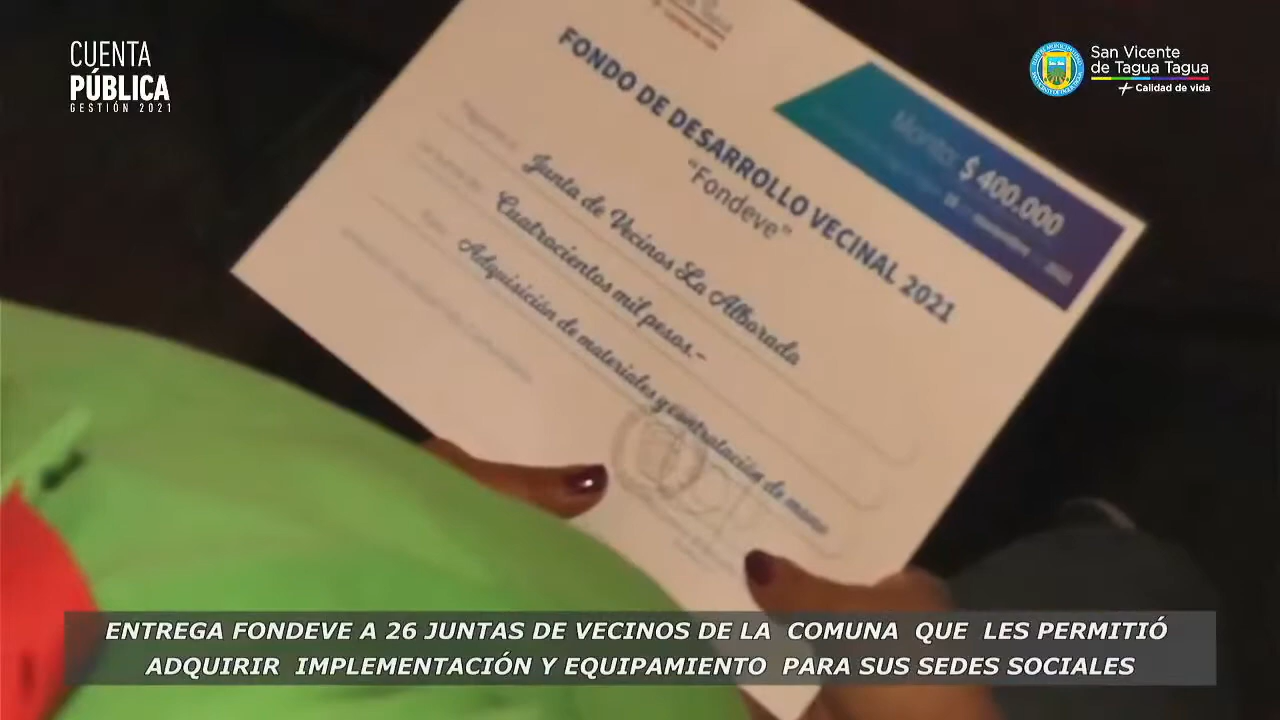 CUENTA
PÚBLICA
GESTIÓN 2021
San Vicente
de Tagua Tagua
Calidad de vida
FONDO DE DESARROLLO VECINAL 2021
"Fondeve"
Monto: $ 400.000
Junta de Vecinos La Alborada
Cuatrocientos mil pesos.-
Adquisición de materiales y contratación de mano
ENTREGA FONDEVE A 26 JUNTAS DE VECINOS DE LA COMUNA QUE LES PERMITIÓ
ADQUIRIR IMPLEMENTACIÓN Y EQUIPAMIENTO PARA SUS SEDES SOCIALES